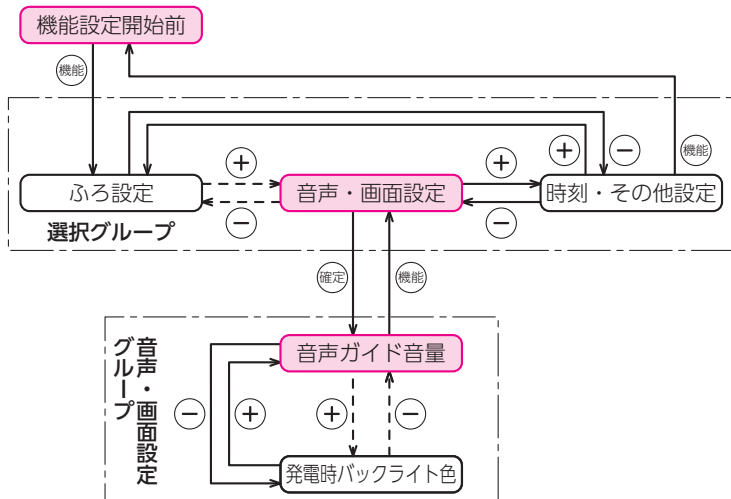 機能設定開始前
機能
+
−
機能
+
+
ふろ設定
音声・画面設定
時刻・その他設定
−
−
選択グループ
確定
機能
音声・画面設定
グループ
音声ガイド音量
−
+
+
−
発電時バックライト色